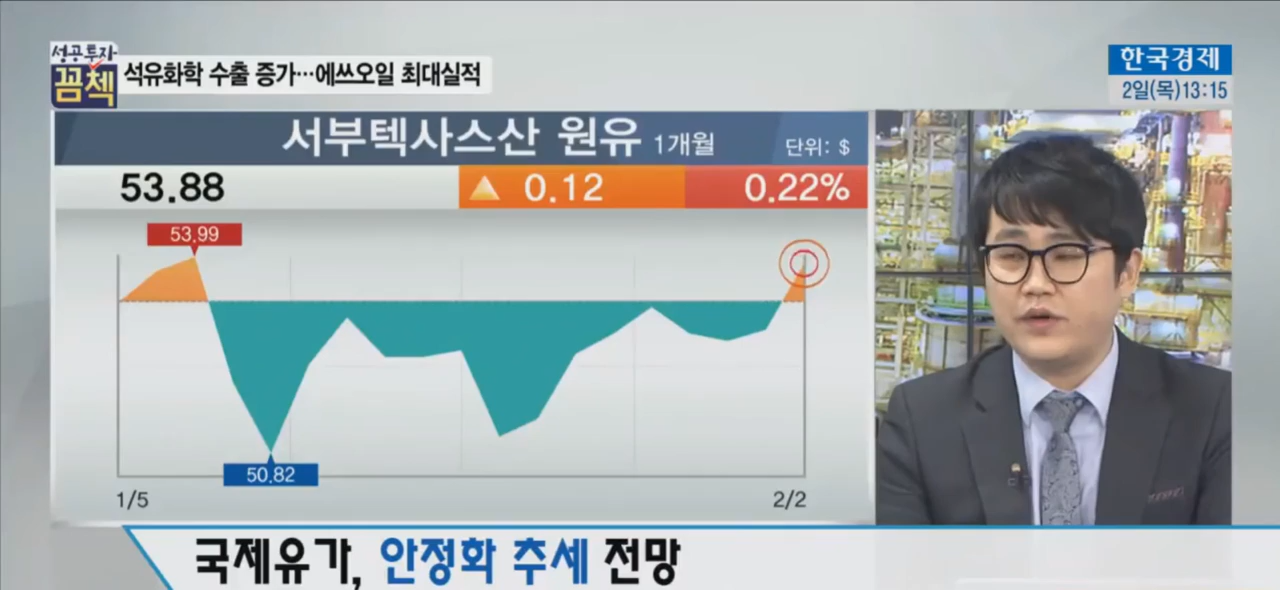 성공투자
꼼첵
석유화학 수출 증가…에쓰오일 최대실적
한국경제
2일(목) 13:15
서부텍사스산 원유 1개월 단위: $
53.88 ▲ 0.12 0.22%
53.99
50.82
1/5 2/2
국제유가, 안정화 추세 전망